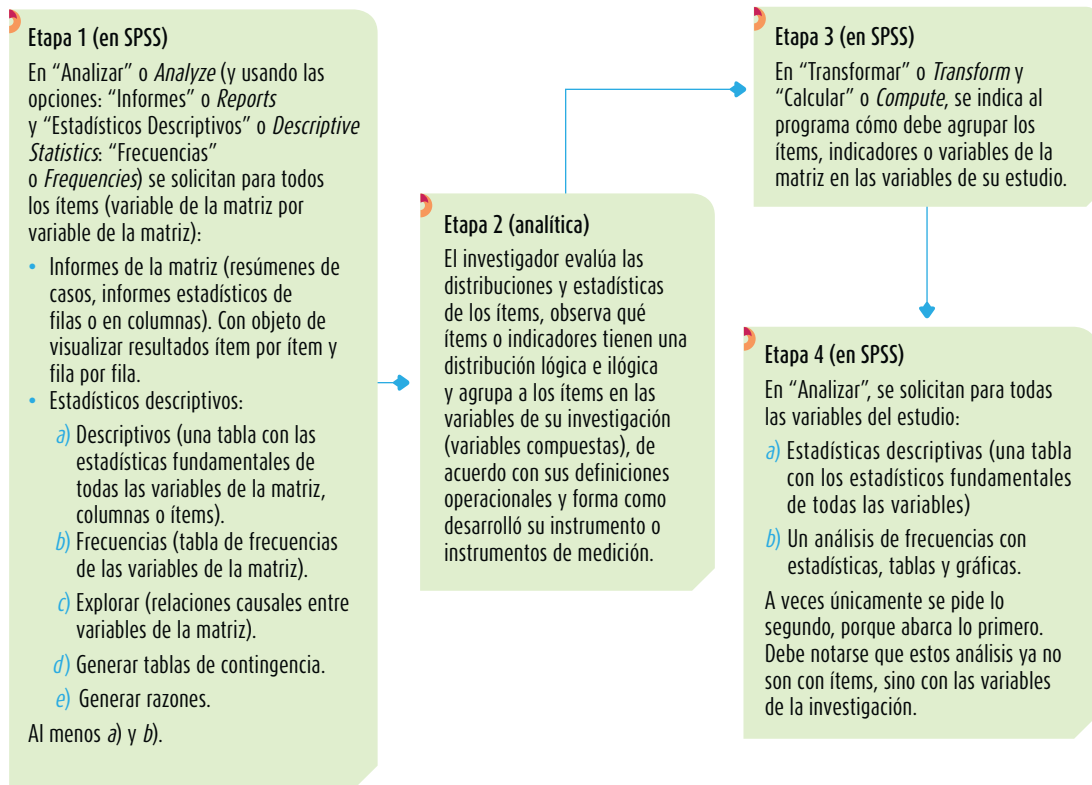 Etapa 1 (en SPSS)
En “Analizar” o Analyze (y usando las
opciones: “Informes” o Reports
y “Estadísticos Descriptivos” o Descriptive
Statistics: “Frecuencias”
o Frequencies) se solicitan para todos
los ítems (variable de la matriz por
variable de la matriz):
• Informes de la matriz (resúmenes de
casos, informes estadísticos de
filas o en columnas). Con objeto de
visualizar resultados ítem por ítem y
fila por fila.
• Estadísticos descriptivos:
a) Descriptivos (una tabla con las
estadísticas fundamentales de
todas las variables de la matriz,
columnas o ítems).
b) Frecuencias (tabla de frecuencias
de las variables de la matriz).
c) Explorar (relaciones causales entre
variables de la matriz).
d) Generar tablas de contingencia.
e) Generar razones.
Al menos a) y b).
Etapa 2 (analítica)
El investigador evalúa las
distribuciones y estadísticas
de los ítems, observa qué
ítems o indicadores tienen una
distribución lógica e ilógica
y agrupa a los ítems en las
variables de su investigación
(variables compuestas), de
acuerdo con sus definiciones
operacionales y forma como
desarrolló su instrumento o
instrumentos de medición.
Etapa 3 (en SPSS)
En “Transformar” o Transform y
“Calcular” o Compute, se indica al
programa cómo debe agrupar los
ítems, indicadores o variables de la
matriz en las variables de su estudio.
Etapa 4 (en SPSS)
En “Analizar”, se solicitan para todas
las variables del estudio:
a) Estadísticas descriptivas (una tabla
con los estadísticos fundamentales
de todas las variables)
b) Un análisis de frecuencias con
estadísticas, tablas y gráficas.
A veces únicamente se pide lo
segundo, porque abarca lo primero.
Debe notarse que estos análisis ya no
son con ítems, sino con las variables
de la investigación.